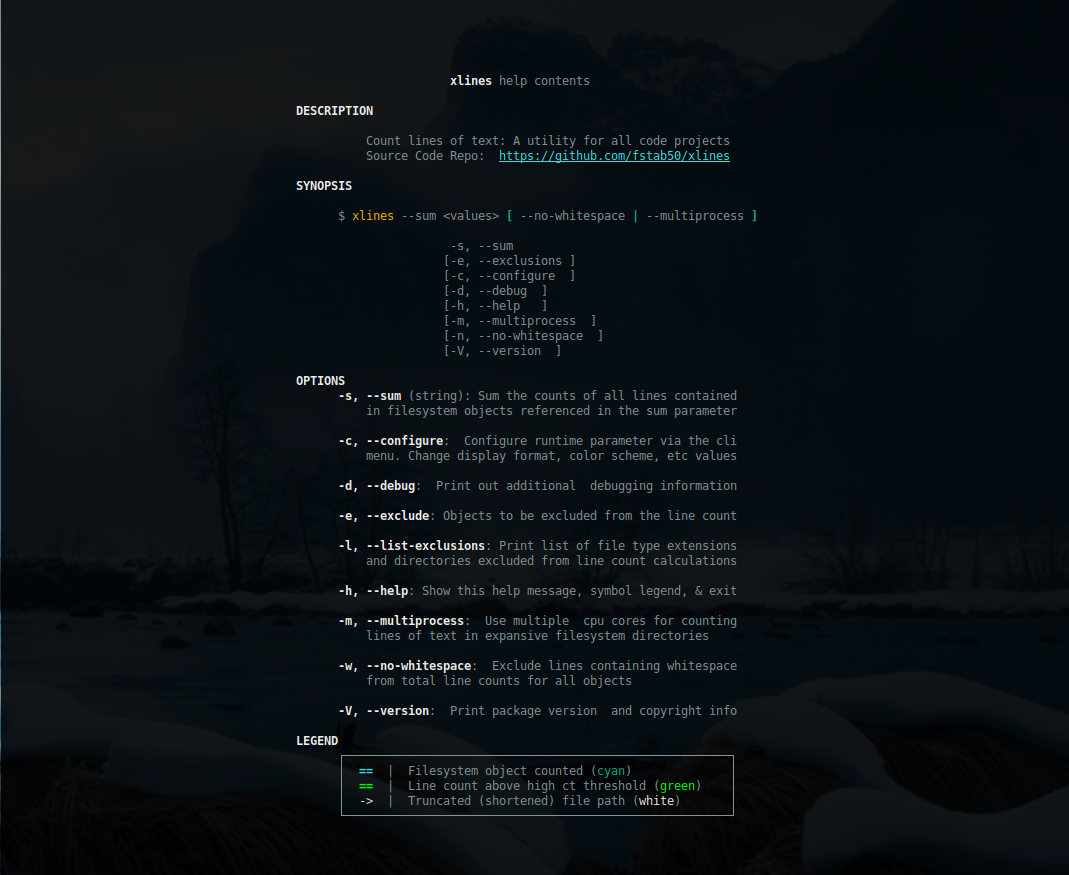 xlines help contents
DESCRIPTION
Count lines of text: A utility for all code projects
Source Code Repo:  https://github.com/fstab50/xlines
SYNOPSIS
$ xlines --sum <values> [ --no-whitespace | --multiprocess ]
-s, --sum
[-e, --exclusions ]
[-c, --configure  ]
[-d, --debug  ]
[-h, --help   ]
[-m, --multiprocess  ]
[-n, --no-whitespace  ]
[-V, --version  ]
OPTIONS
-s, --sum (string): Sum the counts of all lines contained
in filesystem objects referenced in the sum parameter
-c, --configure:  Configure runtime parameter via the cli
menu. Change display format, color scheme, etc values
-d, --debug:  Print out additional  debugging information
-e, --exclude: Objects to be excluded from the line count
-l, --list-exclusions: Print list of file type extensions
and directories excluded from line count calculations
-h, --help: Show this help message, symbol legend, & exit
-m, --multiprocess:  Use multiple  cpu cores for counting
lines of text in expansive filesystem directories
-w, --no-whitespace:  Exclude lines containing whitespace
from total line counts for all objects
-V, --version:  Print package version  and copyright info
LEGEND
==  |  Filesystem object counted (cyan)
==  |  Line count above high ct threshold (green)
->  |  Truncated (shortened) file path (white)